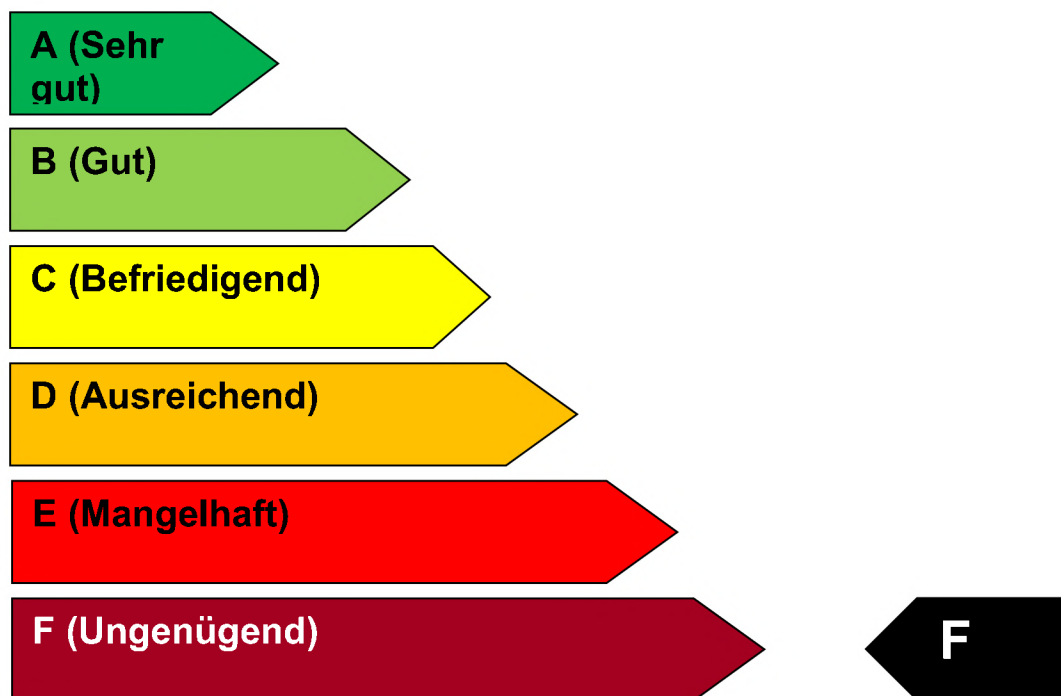 A (Sehr
gut)
B (Gut)
C (Befriedigend)
D (Ausreichend)
E (Mangelhaft)
F (Ungenügend)
F